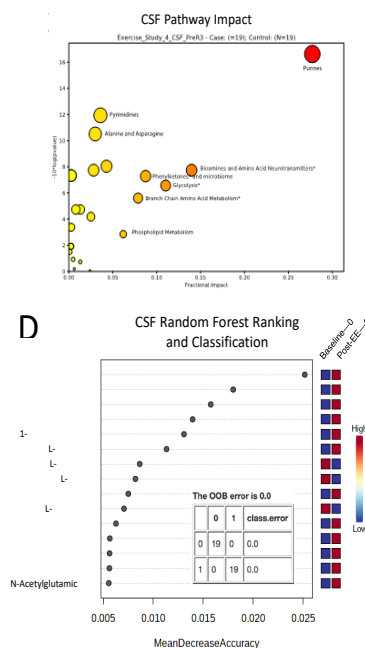 CSF Pathway Impact
Exercise_Study_4_CSF_PreR3 - Case: (=19); Control: (N=19)
16
14
12
10
8
6
4
2
0
-10*log(pvalue)
Purines
Pyrimidines
Alanine and Asparagine
Bioamines and Amino Acid Neurotransmitters*
Phenylketones and microbiome
Glycolysis*
Branch Chain Amino Acid Metabolism*
Phospholipid Metabolism
0.00 0.05 0.10 0.15 0.20 0.25 0.30
Fractional Impact
D
CSF Random Forest Ranking
and Classification
Baseline—0
High
Low
1-
L-
L-
L-
L-
N-Acetylglutamic
The OOB error is 0.0
0 1 class.error
0 19 0 0.0
1 0 19 0.0
0.005 0.010 0.015 0.020 0.025
MeanDecreaseAccuracy